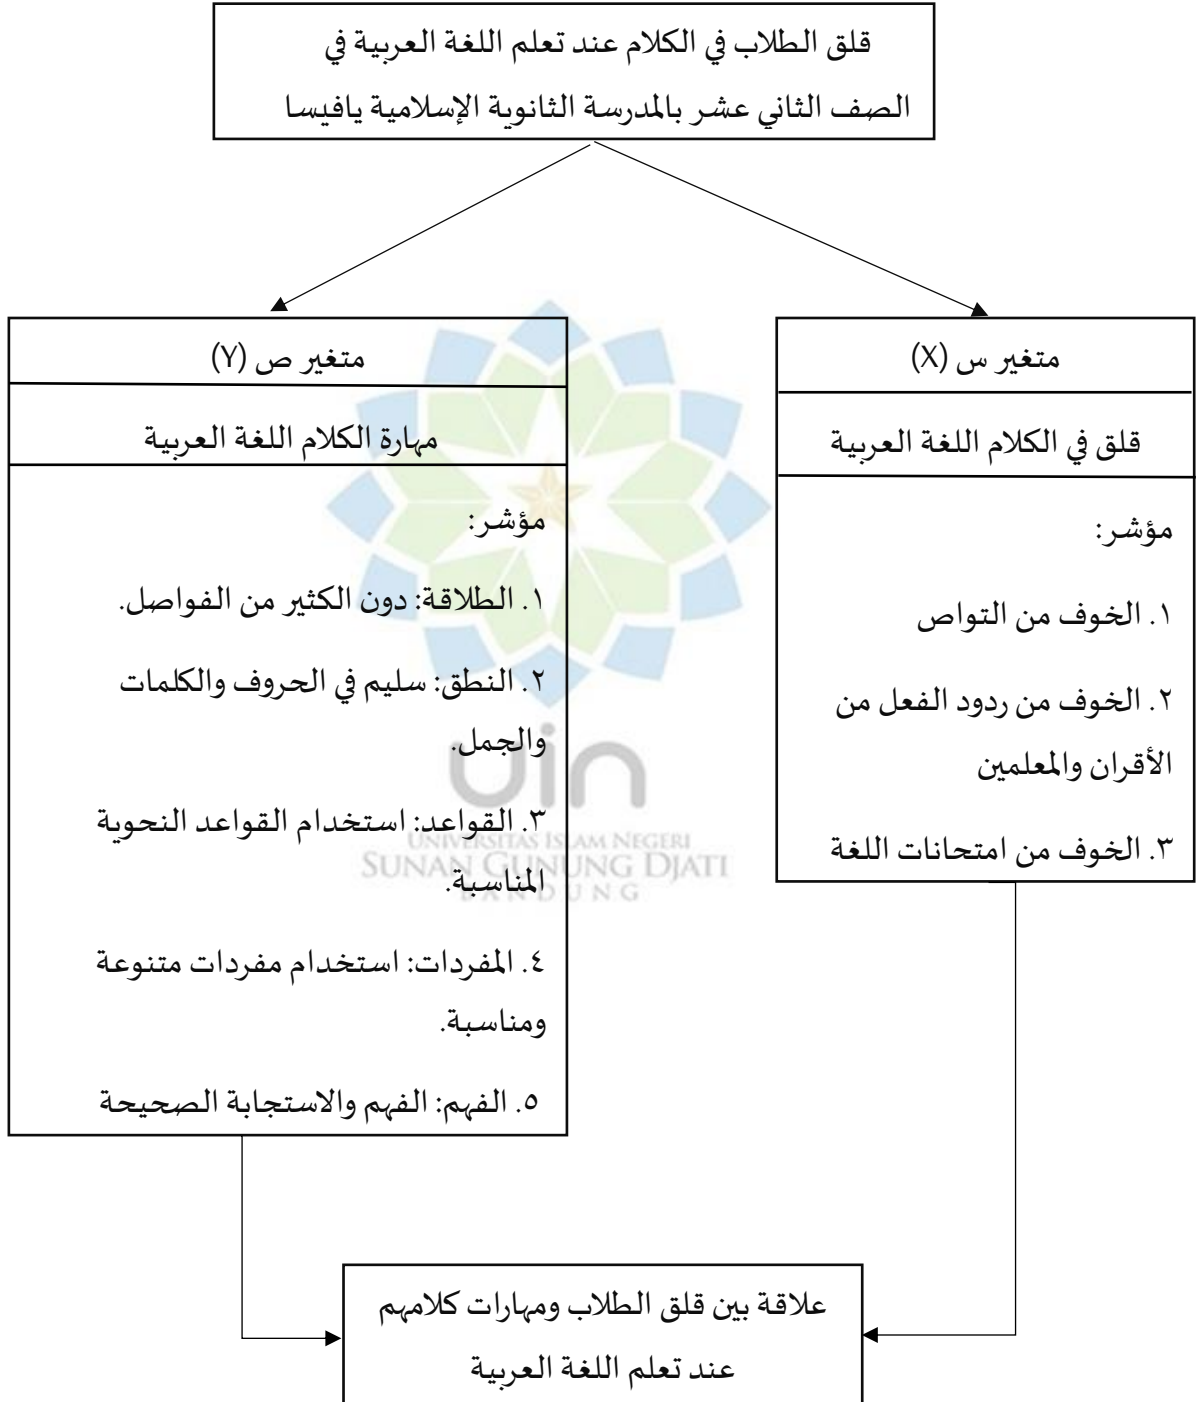 قلق الطلاب في الكلام عند تعلم اللغة العربية في
الصف الثاني عشر بالمدرسة الثانوية الإسلامية يافيسا
متغير س (X)
قلق في الكلام اللغة العربية
مؤشر:
١. الخوف من التواص
٢. الخوف من ردود الفعل من
الأقران والمعلمين
٣. الخوف من امتحانات اللغة
متغير ص (Y)
مهارة الكلام اللغة العربية
مؤشر:
١. الطلاقة: دون الكثير من الفواصل.
٢. النطق: سليم في الحروف والكلمات
والجمل.
٣. القواعد: استخدام القواعد النحوية
المناسبة.
٤. المفردات: استخدام مفردات متنوعة
ومناسبة.
٥. الفهم: الفهم والاستجابة الصحيحة
uin
UNIVERSITAS ISLAM NEGERI
SUNAN GUNUNG DJATI
BANDUNG
علاقة بين قلق الطلاب ومهارات كلامهم
عند تعلم اللغة العربية